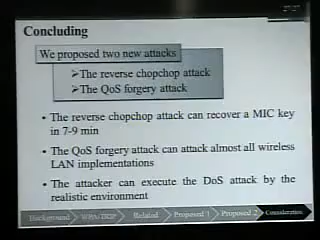 Concluding
We proposed two new attacks
➢The reverse chopchop attack
➢The QoS forgery attack
• The reverse chopchop attack can recover a MIC key
in 7-9 min
• The QoS forgery attack can attack almost all wireless
LAN implementations
• The attacker can execute the DoS attack by the
realistic environment
Background
WPA/TKIP
Related
Proposed 1
Proposed 2
Consideration